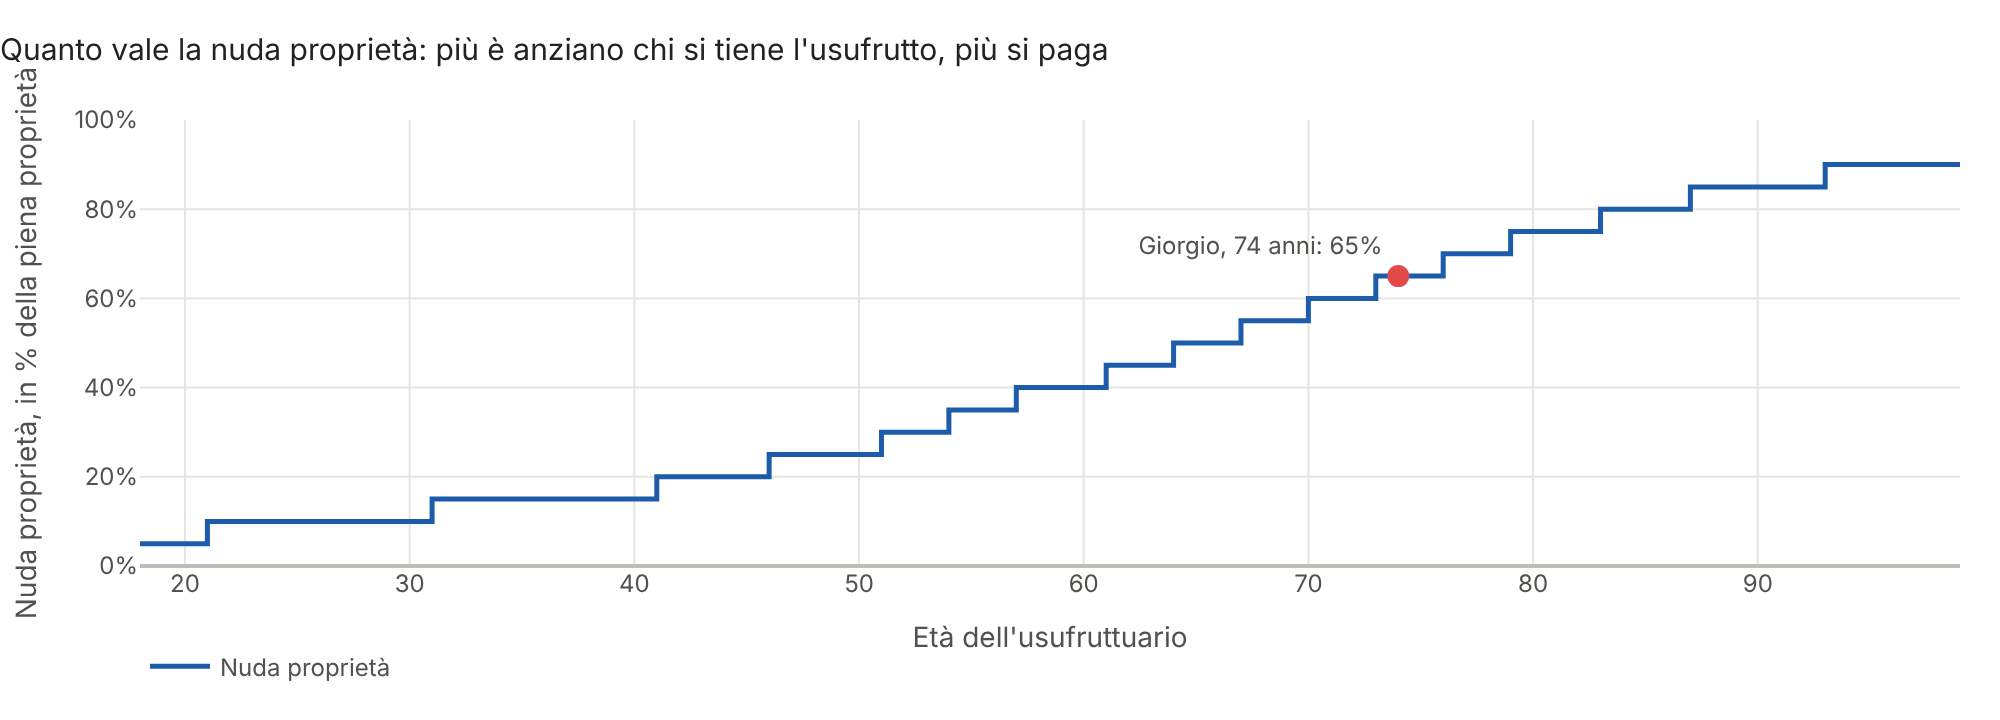 Quanto vale la nuda proprietà: più è anziano chi si tiene l'usufrutto, più si paga
Nuda proprietà, in % della piena proprietà
100%
80%
60%
40%
20%
0%
Giorgio, 74 anni: 65%
20 30 40 50 60 70 80 90
Età dell'usufruttuario
Nuda proprietà